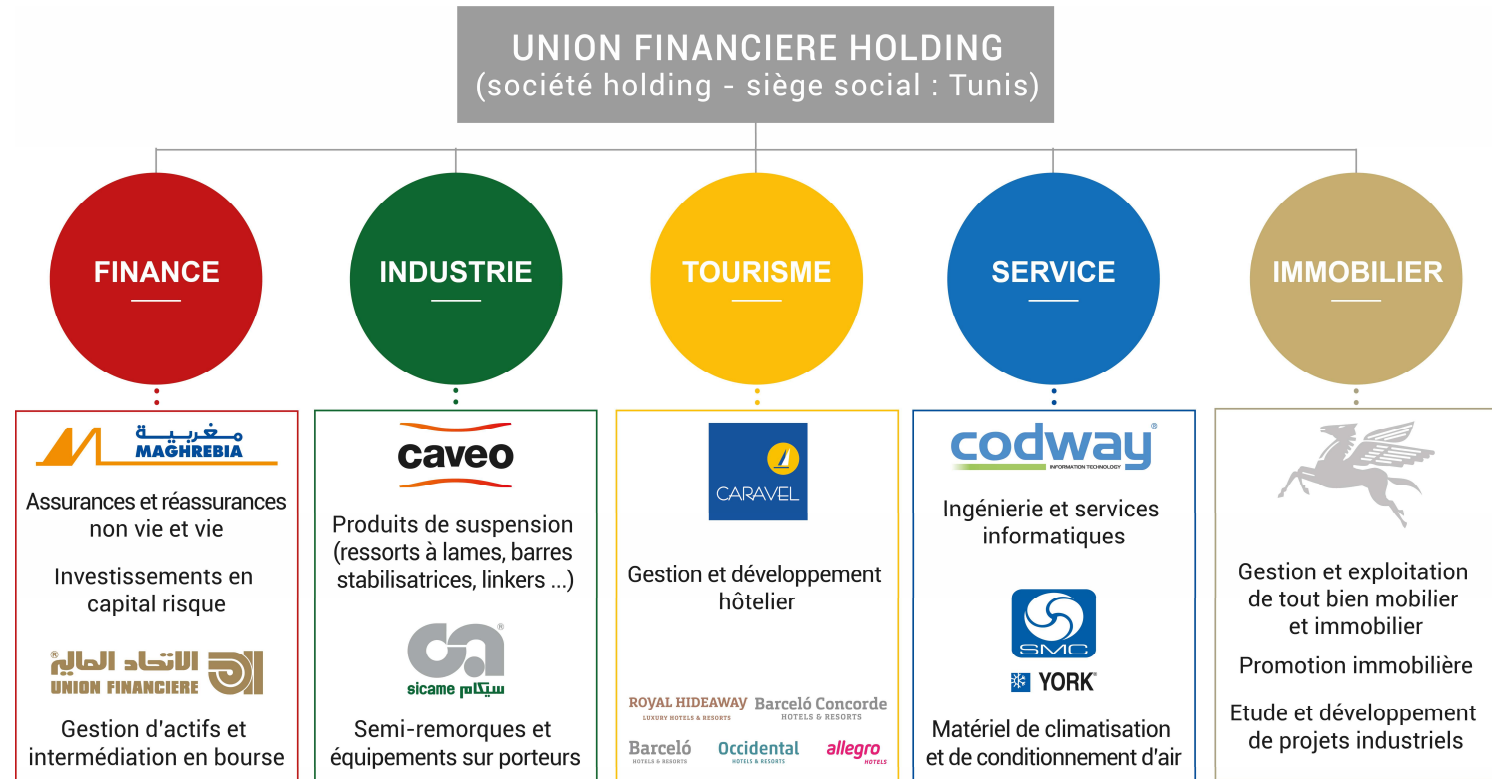 UNION FINANCIERE HOLDING
(société holding - siège social : Tunis)
FINANCE
INDUSTRIE
TOURISME
SERVICE
IMMOBILIER
مغربية
MAGHREBIA
Assurances et réassurances
non vie et vie
Investissements en
capital risque
الاتحاد المالي
UNION FINANCIERE
Gestion d'actifs et
intermédiation en bourse
caveo
Produits de suspension
(ressorts à lames, barres
stabilisatrices, linkers ...)
ca
sicame سيكام
Semi-remorques et
équipements sur porteurs
CARAVEL
Gestion et développement
hôtelier
ROYAL HIDEAWAY
LUXURY HOTELS & RESORTS
Barceló Concorde
HOTELS & RESORTS
Barceló
HOTELS & RESORTS
Occidental
HOTELS & RESORTS
allegro
HOTELS
codway
INFORMATION TECHNOLOGY
Ingénierie et services
informatiques
SMC
YORK
Matériel de climatisation
et de conditionnement d'air
Gestion et exploitation
de tout bien mobilier
et immobilier
Promotion immobilière
Etude et développement
de projets industriels